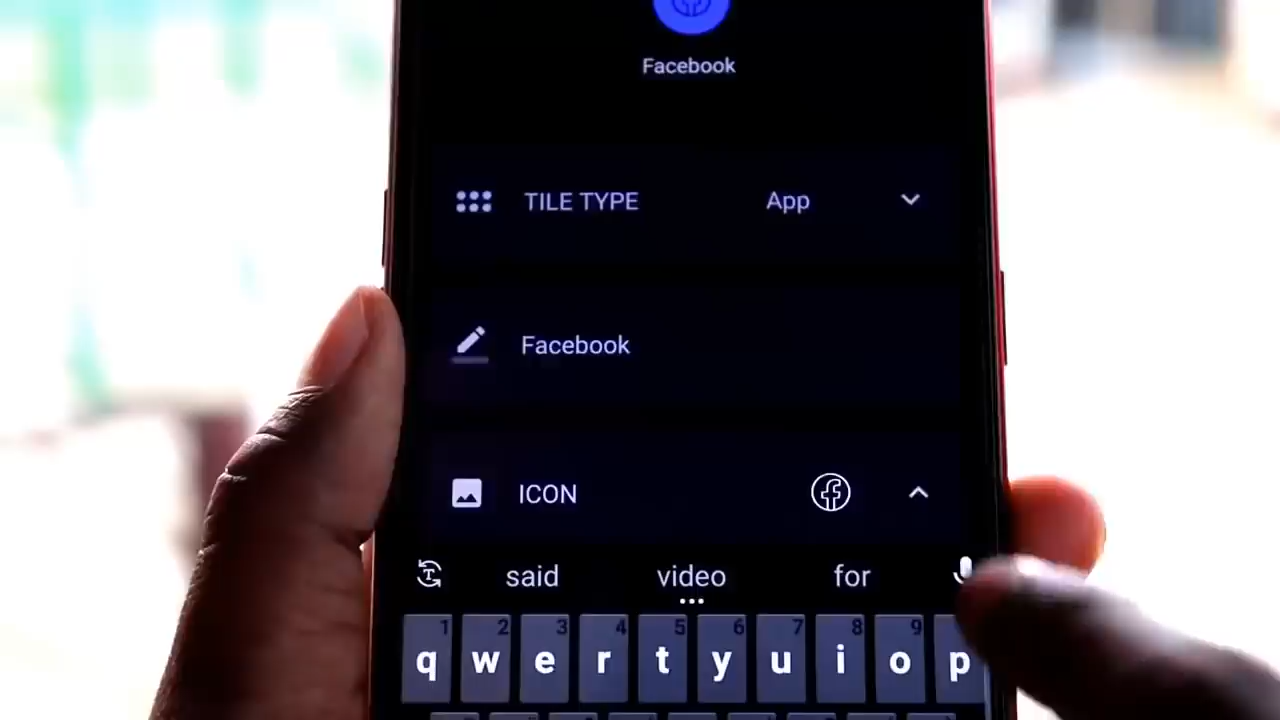 Facebook
TILE TYPE App
Facebook
ICON
said video for
1 2 3 4 5 6 7 8 9
q w e r t y u i o p